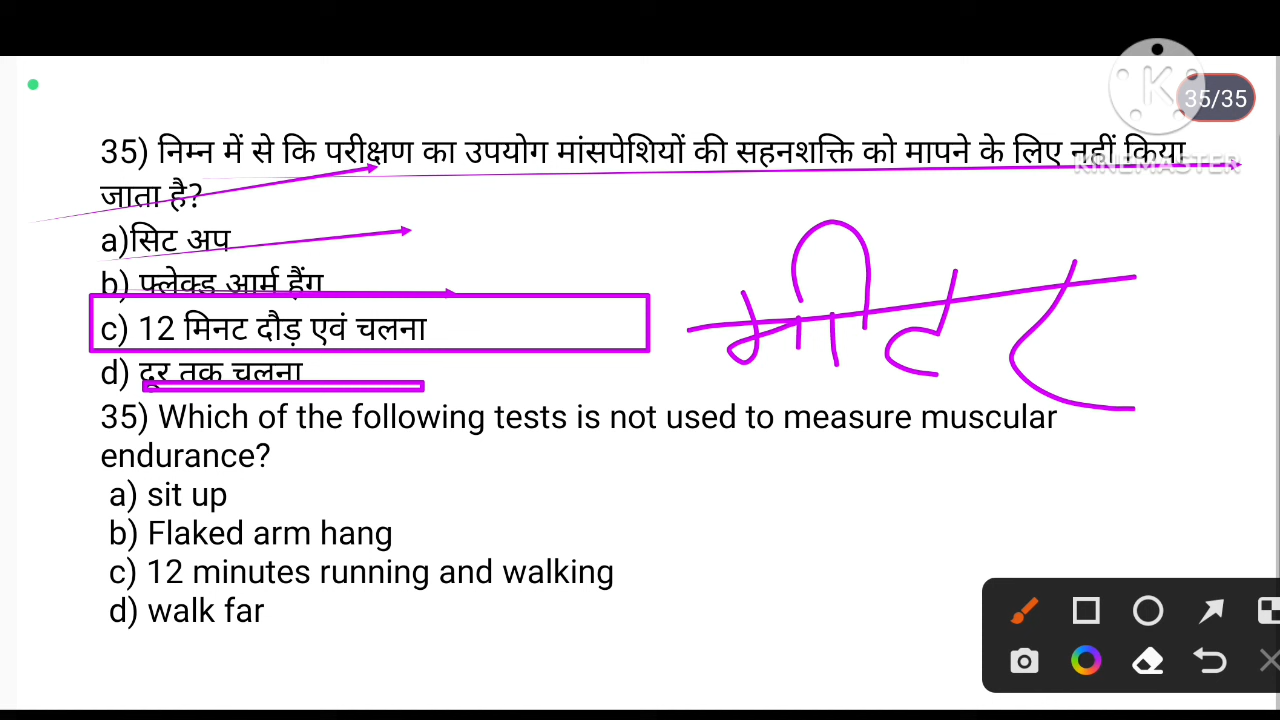 35/35
KINEMASTER
35) निम्न में से कि परीक्षण का उपयोग मांसपेशियों की सहनशक्ति को मापने के लिए नहीं किया
जाता है?
a)सिट अप
b) फ्लेक्ड आर्म हैंग
c) 12 मिनट दौड़ एवं चलना
d) दूर तक चलना
मीटर
35) Which of the following tests is not used to measure muscular
endurance?
a) sit up
b) Flaked arm hang
c) 12 minutes running and walking
d) walk far